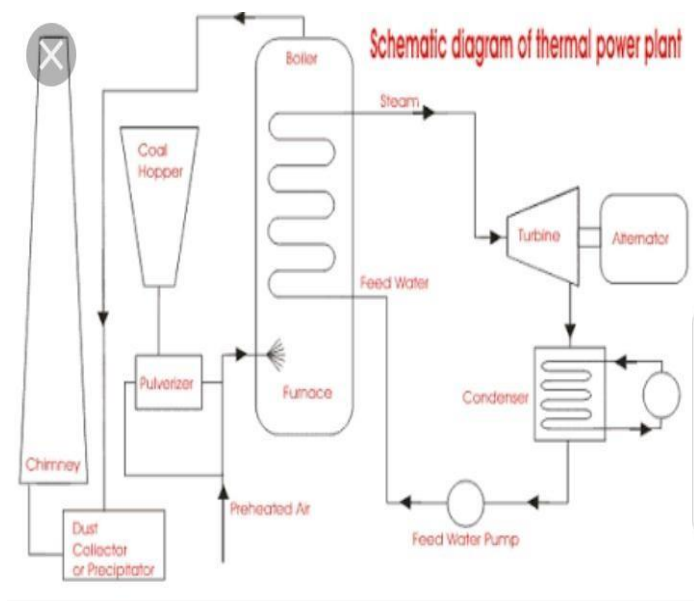 Schematic diagram of thermal power plant
Boiler
Steam
Coal
Hopper
Turbine
Alternator
Feed Water
Pulverizer
Furnace
Condenser
Chimney
Preheated Air
Dust
Collector
or Precipitator
Feed Water Pump